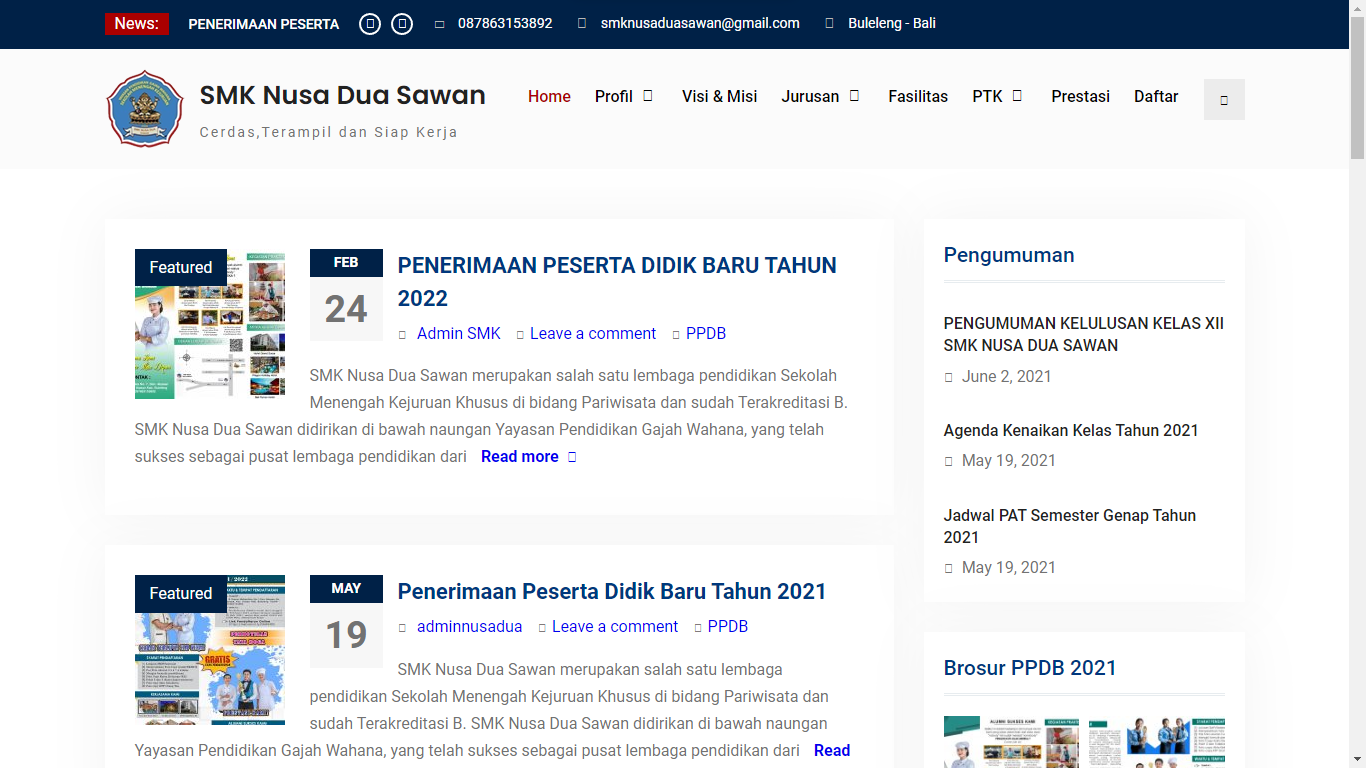 News: PENERIMAAN PESERTA 087863153892 smknusaduasawan@gmail.com Buleleng - Bali
SMK Nusa Dua Sawan
Cerdas,Terampil dan Siap Kerja
Home Profil Visi & Misi Jurusan Fasilitas PTK Prestasi Daftar
Featured
FEB
24
PENERIMAAN PESERTA DIDIK BARU TAHUN
2022
Admin SMK Leave a comment PPDB
SMK Nusa Dua Sawan merupakan salah satu lembaga pendidikan Sekolah
Menengah Kejuruan Khusus di bidang Pariwisata dan sudah Terakreditasi B.
SMK Nusa Dua Sawan didirikan di bawah naungan Yayasan Pendidikan Gajah Wahana, yang telah
sukses sebagai pusat lembaga pendidikan dari Read more
Featured
GRATIS
MAY
19
Penerimaan Peserta Didik Baru Tahun 2021
adminnusadua Leave a comment PPDB
SMK Nusa Dua Sawan merupakan salah satu lembaga
pendidikan Sekolah Menengah Kejuruan Khusus di bidang Pariwisata dan
sudah Terakreditasi B. SMK Nusa Dua Sawan didirikan di bawah naungan
Yayasan Pendidikan Gajah Wahana, yang telah sukses sebagai pusat lembaga pendidikan dari Read
Pengumuman
PENGUMUMAN KELULUSAN KELAS XII
SMK NUSA DUA SAWAN
June 2, 2021
Agenda Kenaikan Kelas Tahun 2021
May 19, 2021
Jadwal PAT Semester Genap Tahun
2021
May 19, 2021
Brosur PPDB 2021
ALUMNI SUKSES KAMI